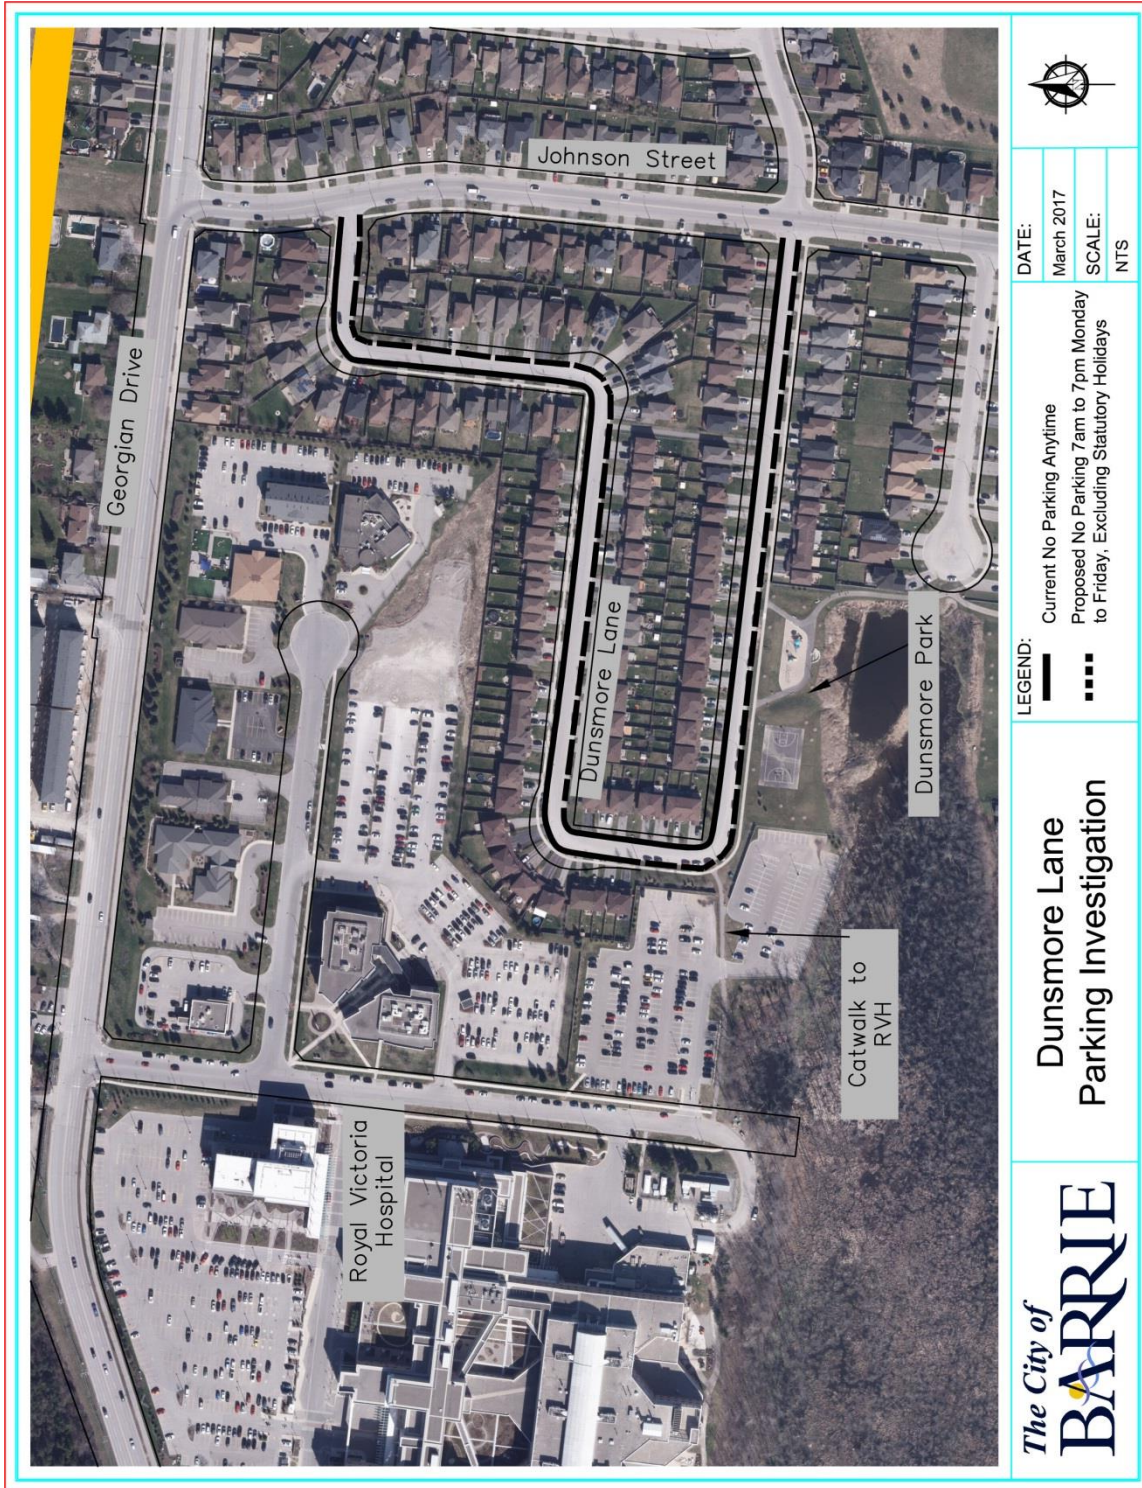 Georgian Drive
Johnson Street
Dunsmore Lane
Royal Victoria
Hospital
Catwalk to
RVH
Dunsmore Park
The City of
BARRIE
Dunsmore Lane
Parking Investigation
LEGEND:
Current No Parking Anytime
Proposed No Parking 7am to 7pm Monday
to Friday, Excluding Statutory Holidays
DATE:
March 2017
SCALE:
NTS